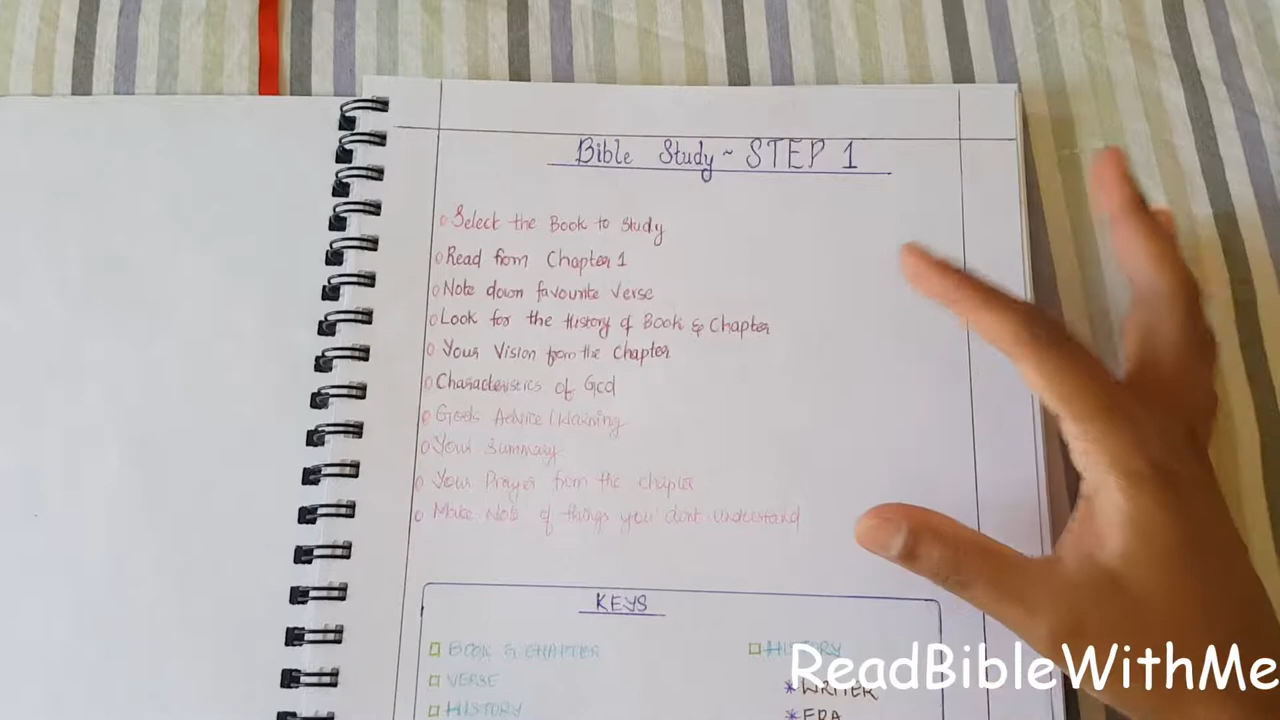 Bible Study ~ STEP 1
Select the Book to Study
Read from Chapter 1
Note down favourite Verse
Look for the History of Book & Chapter
Your Vision from the Chapter
Characteristics of God
Gods Advice / Warning
Your Summary
Your Prayer from the chapter
Make Note of things you dont understand
KEYS
BOOK & CHAPTER
VERSE
HISTORY
HISTORY
* WRITER
* ERA
ReadBibleWithMe